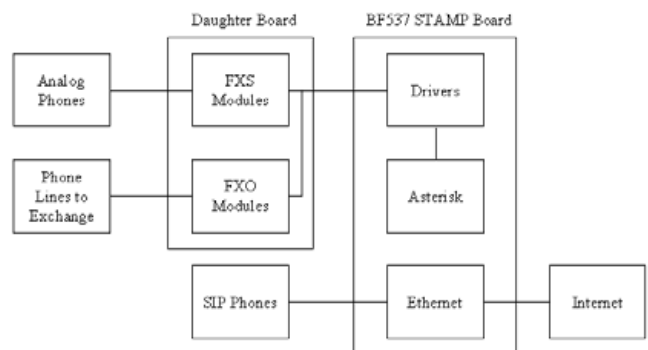 Daughter Board
BF537 STAMP Board
Analog
Phones
FXS
Modules
Drivers
Phone
Lines to
Exchange
FXO
Modules
Asterisk
SIP Phones
Ethernet
Internet